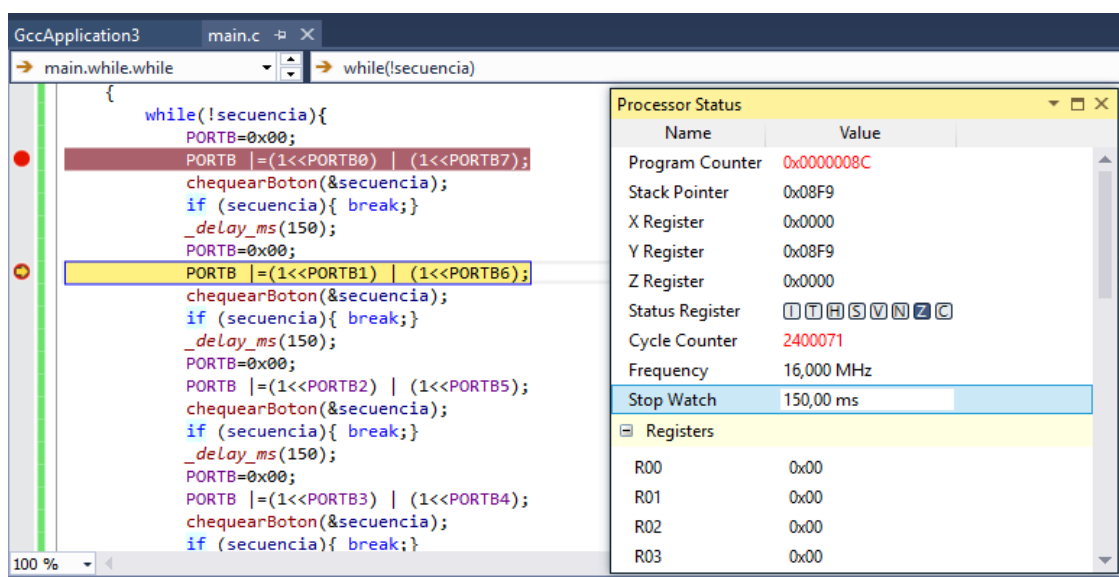 GccApplication3 main.c
main.while.while while(!secuencia)
{
while(!secuencia){
PORTB=0x00;
PORTB |=(1<<PORTB0) | (1<<PORTB7);
chequearBoton(&secuencia);
if (secuencia){ break;}
_delay_ms(150);
PORTB=0x00;
PORTB |=(1<<PORTB1) | (1<<PORTB6);
chequearBoton(&secuencia);
if (secuencia){ break;}
_delay_ms(150);
PORTB=0x00;
PORTB |=(1<<PORTB2) | (1<<PORTB5);
chequearBoton(&secuencia);
if (secuencia){ break;}
_delay_ms(150);
PORTB=0x00;
PORTB |=(1<<PORTB3) | (1<<PORTB4);
chequearBoton(&secuencia);
if (secuencia){ break;}
100 %
Processor Status
Name Value
Program Counter 0x0000008C
Stack Pointer 0x08F9
X Register 0x0000
Y Register 0x08F9
Z Register 0x0000
Status Register I T H S V N Z C
Cycle Counter 2400071
Frequency 16,000 MHz
Stop Watch 150,00 ms
Registers
R00 0x00
R01 0x00
R02 0x00
R03 0x00